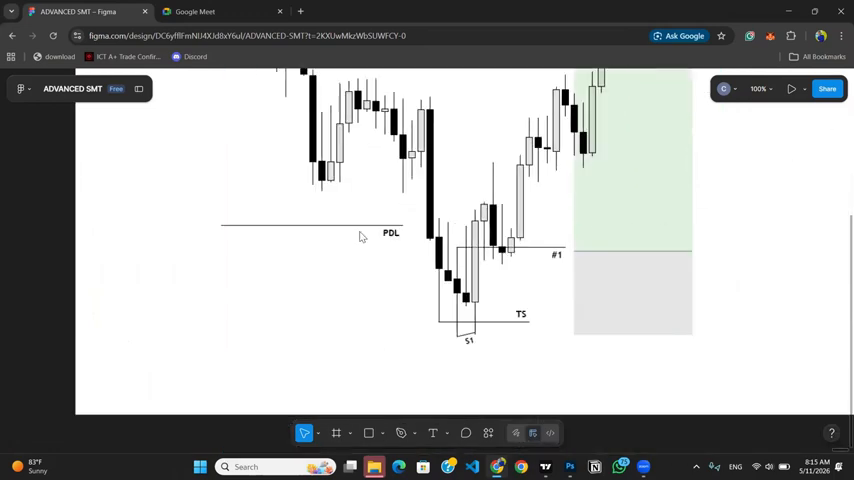 ADVANCED SMT – Figma
Google Meet
figma.com/design/DC6yflFmNIJ4XJd8xY6ul/ADVANCED-SMT?t=2KXUwMkzWbSUWFCY-0
Ask Google
download
ICT A+ Trade Confir...
Discord
All Bookmarks
ADVANCED SMT
Free
C
100%
Share
PDL
#1
TS
S1
T
?
83°F
Sunny
Search
75
ENG
8:15 AM
5/11/2026